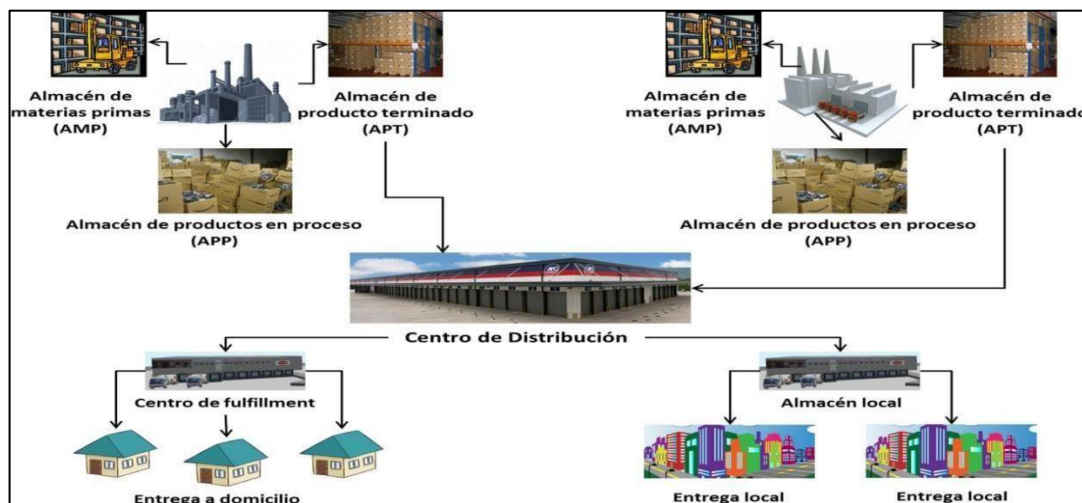 Almacén de
materias primas
(AMP)
Almacén de
producto terminado
(APT)
Almacén de
materias primas
(AMP)
Almacén de
producto terminado
(APT)
Almacén de productos en proceso
(APP)
Almacén de productos en proceso
(APP)
Centro de Distribución
Centro de fulfillment
Almacén local
Entrega a domicilio
Entrega local
Entrega local